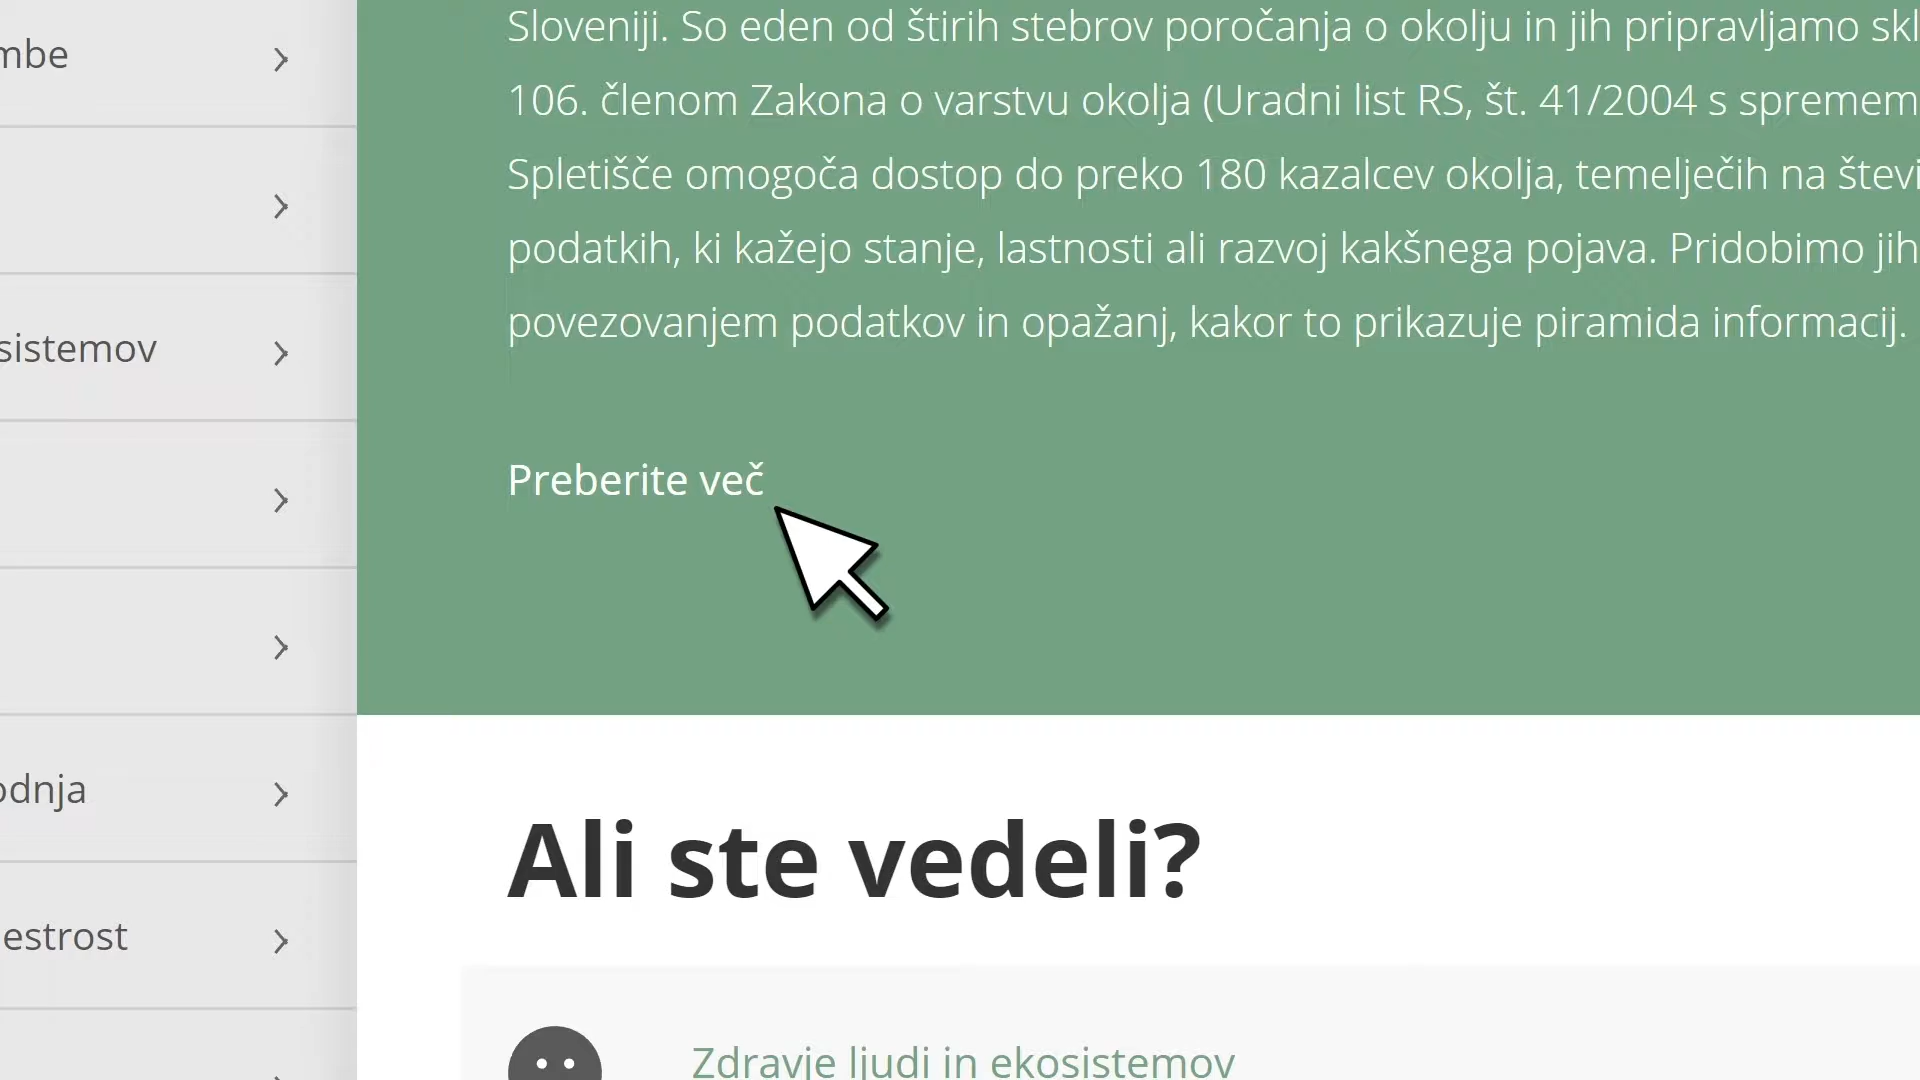 Sloveniji. So eden od štirih stebrov poročanja o okolju in jih pripravljamo skl
106. členom Zakona o varstvu okolja (Uradni list RS, št. 41/2004 s spremem
Spletišče omogoča dostop do preko 180 kazalcev okolja, temelječih na števi
podatkih, ki kažejo stanje, lastnosti ali razvoj kakšnega pojava. Pridobimo jih
povezovanjem podatkov in opažanj, kakor to prikazuje piramida informacij.
Preberite več
Ali ste vedeli?
Zdravje ljudi in ekosistemov
mbe
sistemov
odnja
estrost